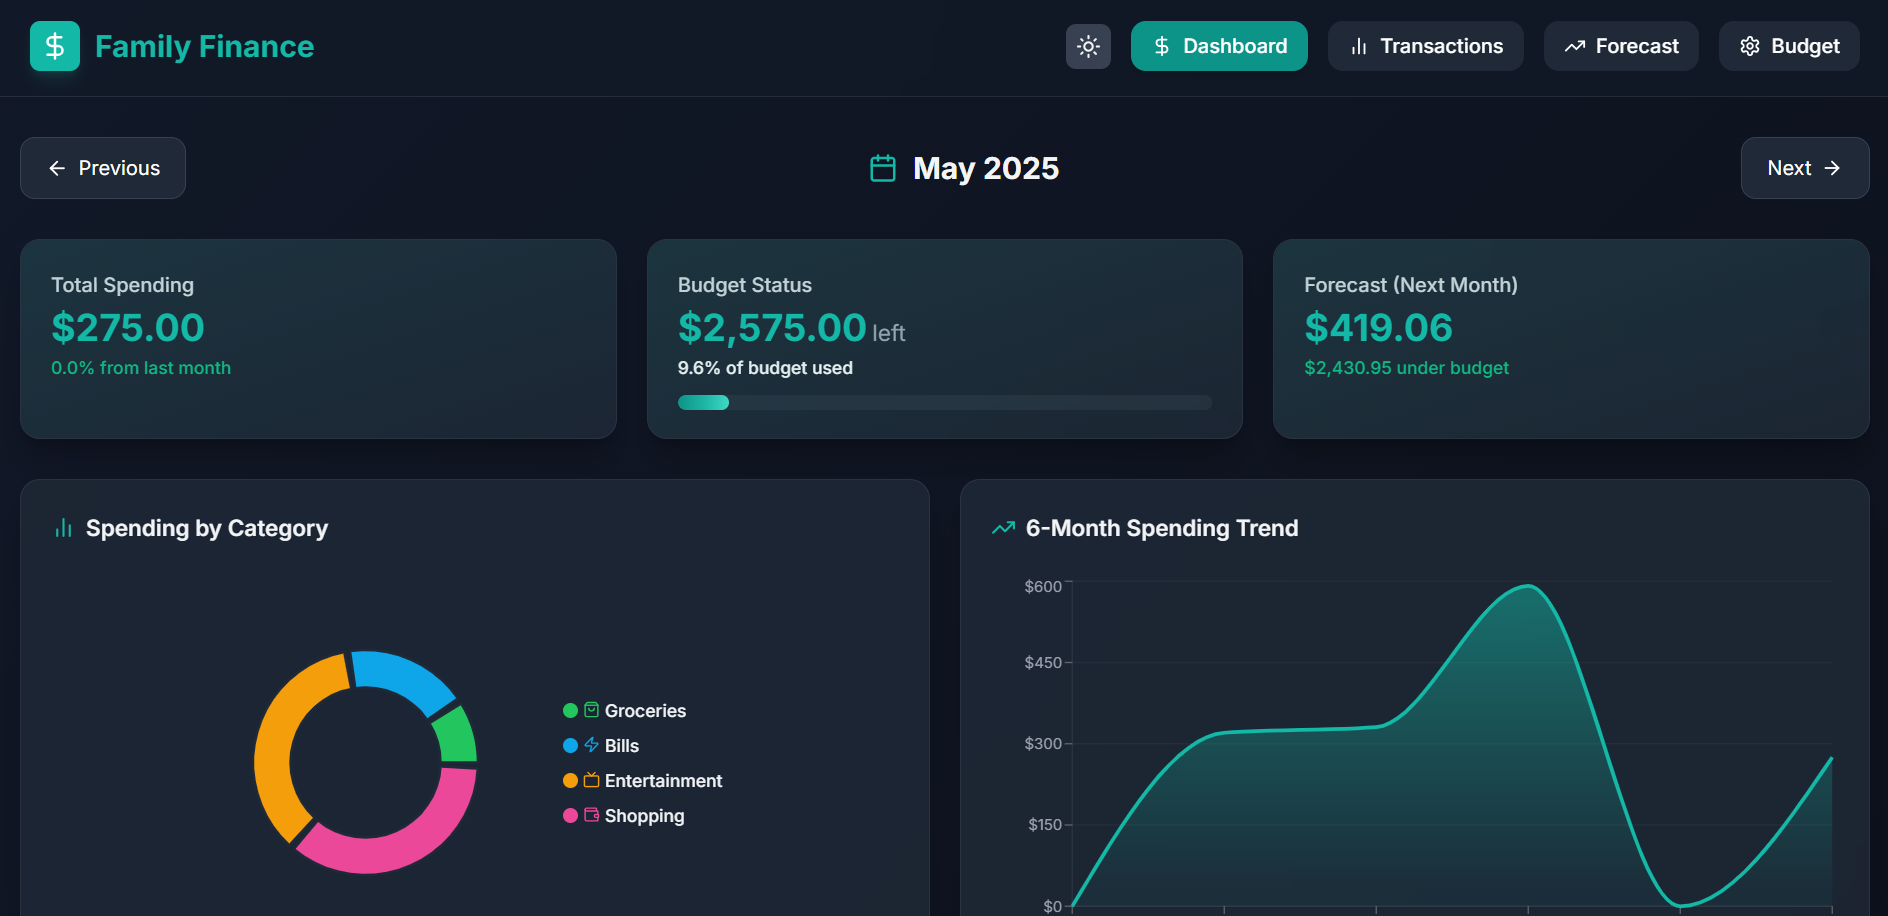 Family Finance
Dashboard
Transactions
Forecast
Budget
Previous
May 2025
Next
Total Spending
$275.00
0.0% from last month
Budget Status
$2,575.00 left
9.6% of budget used
Forecast (Next Month)
$419.06
$2,430.95 under budget
Spending by Category
Groceries
Bills
Entertainment
Shopping
6-Month Spending Trend
$600
$450
$300
$150
$0